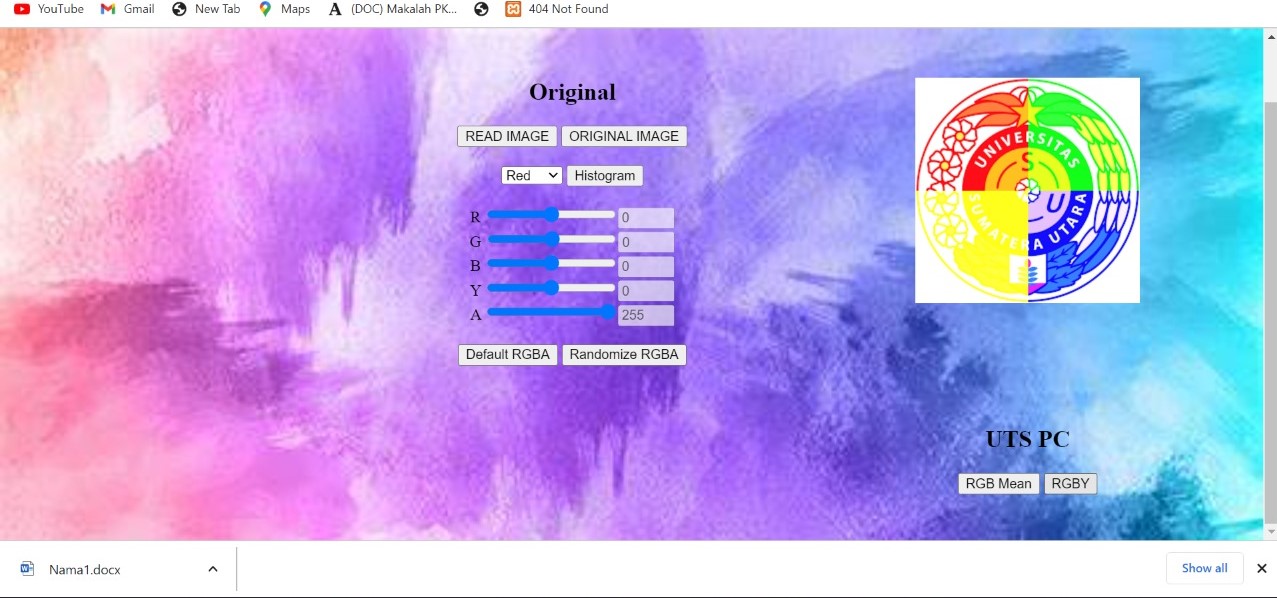 YouTube Gmail New Tab Maps (DOC) Makalah PK... 404 Not Found
Original
READ IMAGE ORIGINAL IMAGE
Red Histogram
R 0
G 0
B 0
Y 0
A 255
Default RGBA Randomize RGBA
UNIVERSITAS
S
U
SUMATERA UTARA
UTS PC
RGB Mean RGBY
Nama1.docx Show all